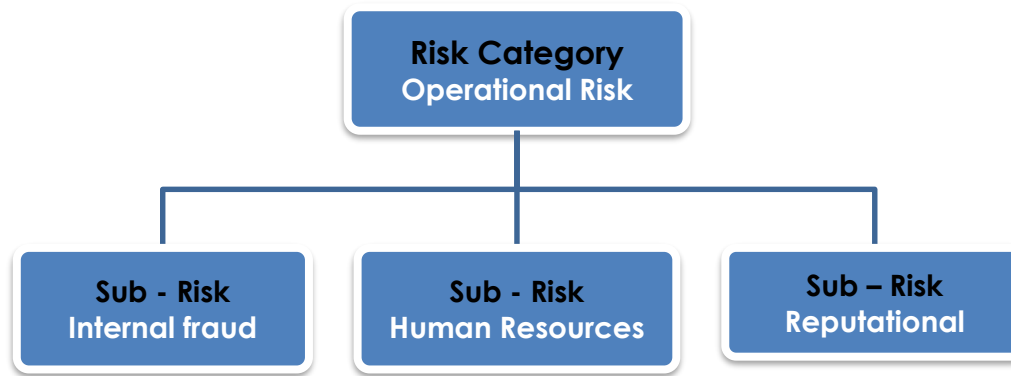 Risk Category
Operational Risk
Sub - Risk
Internal fraud
Sub - Risk
Human Resources
Sub – Risk
Reputational